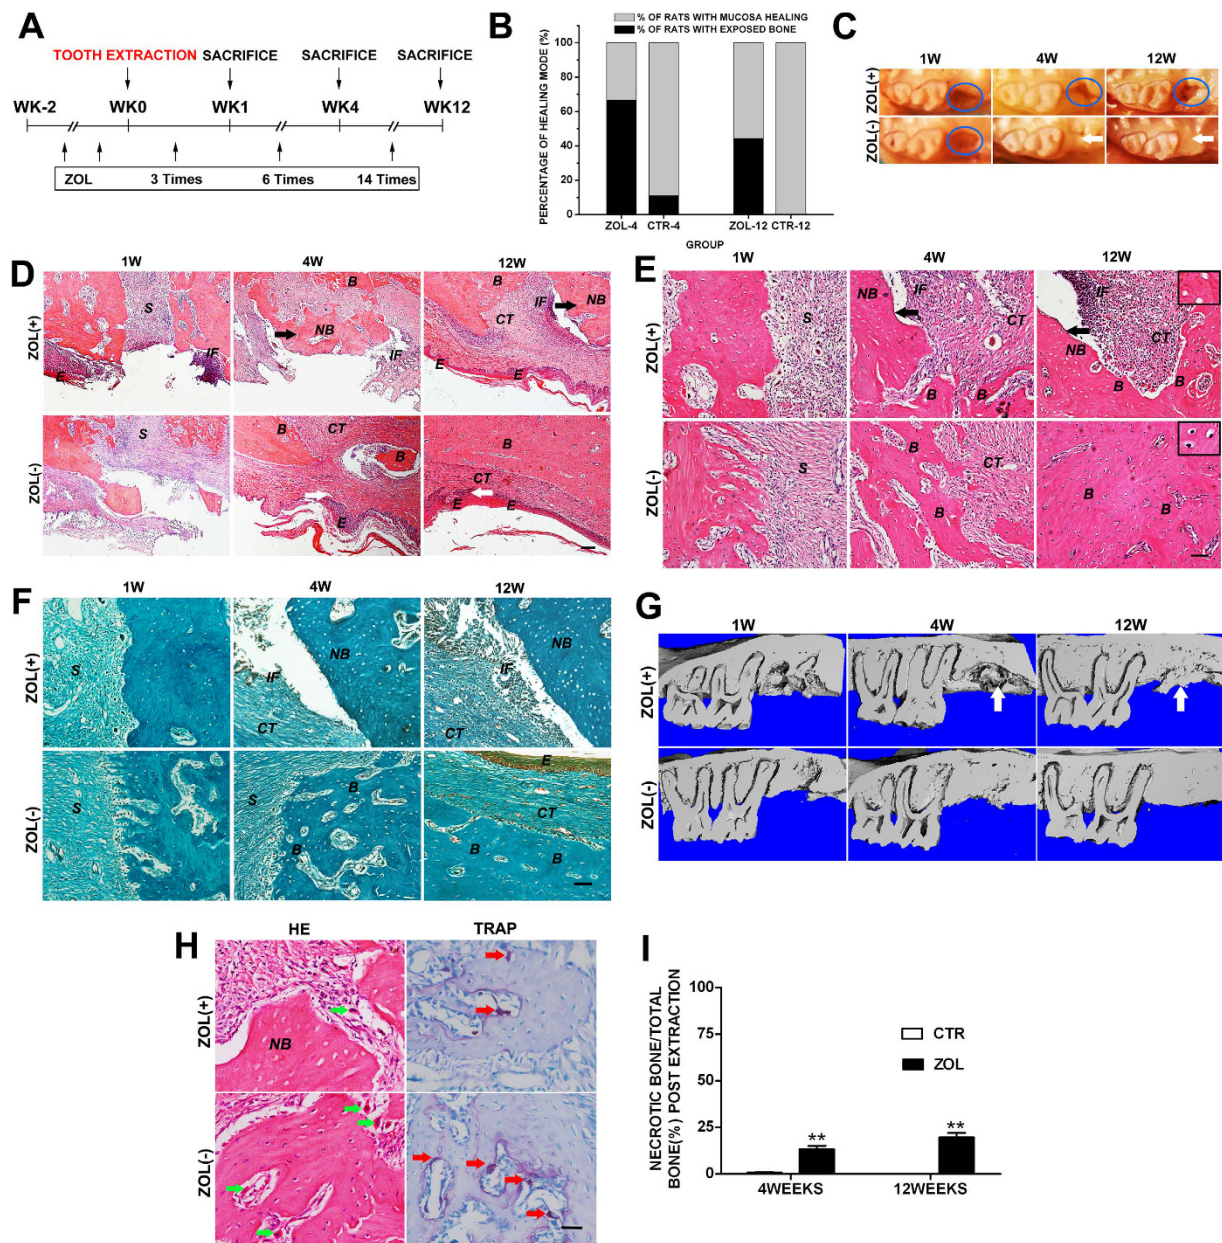 A
TOOTH EXTRACTION SACRIFICE SACRIFICE SACRIFICE
WK-2 WK0 WK1 WK4 WK12
ZOL 3 Times 6 Times 14 Times
B
% OF RATS WITH MUCOSA HEALING
% OF RATS WITH EXPOSED BONE
PERCENTAGE OF HEALING MODE (%)
100
80
60
40
20
0
ZOL-4 CTR-4 ZOL-12 CTR-12
GROUP
C
1W 4W 12W
ZOL(+)
ZOL(-)
D
1W 4W 12W
ZOL(+)
S IF E
B NB IF
B IF NB CT E E
ZOL(-)
S
B CT B E
B CT E E
E
1W 4W 12W
ZOL(+)
S
NB IF CT B B
IF CT NB B B
ZOL(-)
S
B CT B
B B
F
1W 4W 12W
ZOL(+)
S
NB IF CT
NB IF CT
ZOL(-)
S
S B B
E CT B B
G
1W 4W 12W
ZOL(+)
ZOL(-)
H
HE TRAP
ZOL(+)
NB
ZOL(-)
I
NECROTIC BONE/TOTAL
BONE(%) POST EXTRACTION
100
75
50
25
0
CTR
ZOL
** **
4WEEKS 12WEEKS